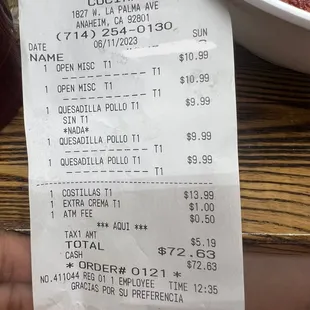 1827 W. LA PALMA AVE
ANAHEIM, CA 92801
(714) 254-0130
DATE 06/11/2023 SUN
NAME
1 OPEN MISC T1 $10.99
- - - - - - - - - - - - T1
1 OPEN MISC T1 $10.99
- - - - - - - - - - - - T1
1 QUESADILLA POLLO T1 $9.99
SIN T1
*NADA*
1 QUESADILLA POLLO T1 $9.99
- - - - - - - - - - - - T1
1 QUESADILLA POLLO T1 $9.99
- - - - - - - - - - - - T1
1 COSTILLAS T1 $13.99
1 EXTRA CREMA T1 $1.00
1 ATM FEE $0.50
*** AQUI ***
TAX1 AMT $5.19
TOTAL $72.63
CASH $72.63
* ORDER# 0121 *
NO.411044 REG 01 1 EMPLOYEE TIME 12:35
GRACIAS POR SU PREFERENCIA